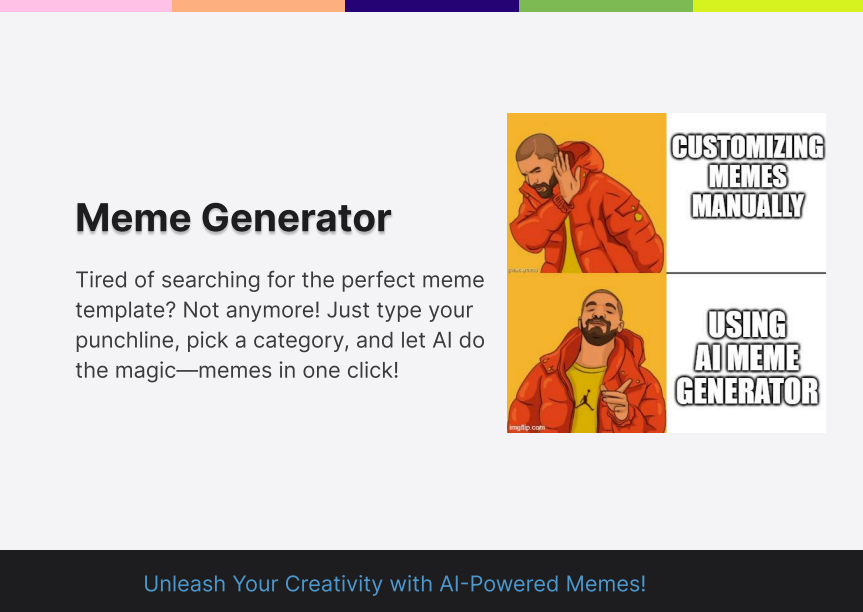 Meme Generator
Tired of searching for the perfect meme
template? Not anymore! Just type your
punchline, pick a category, and let AI do
the magic—memes in one click!
CUSTOMIZING
MEMES
MANUALLY
USING
AI MEME
GENERATOR
imgflip.com
Unleash Your Creativity with AI-Powered Memes!